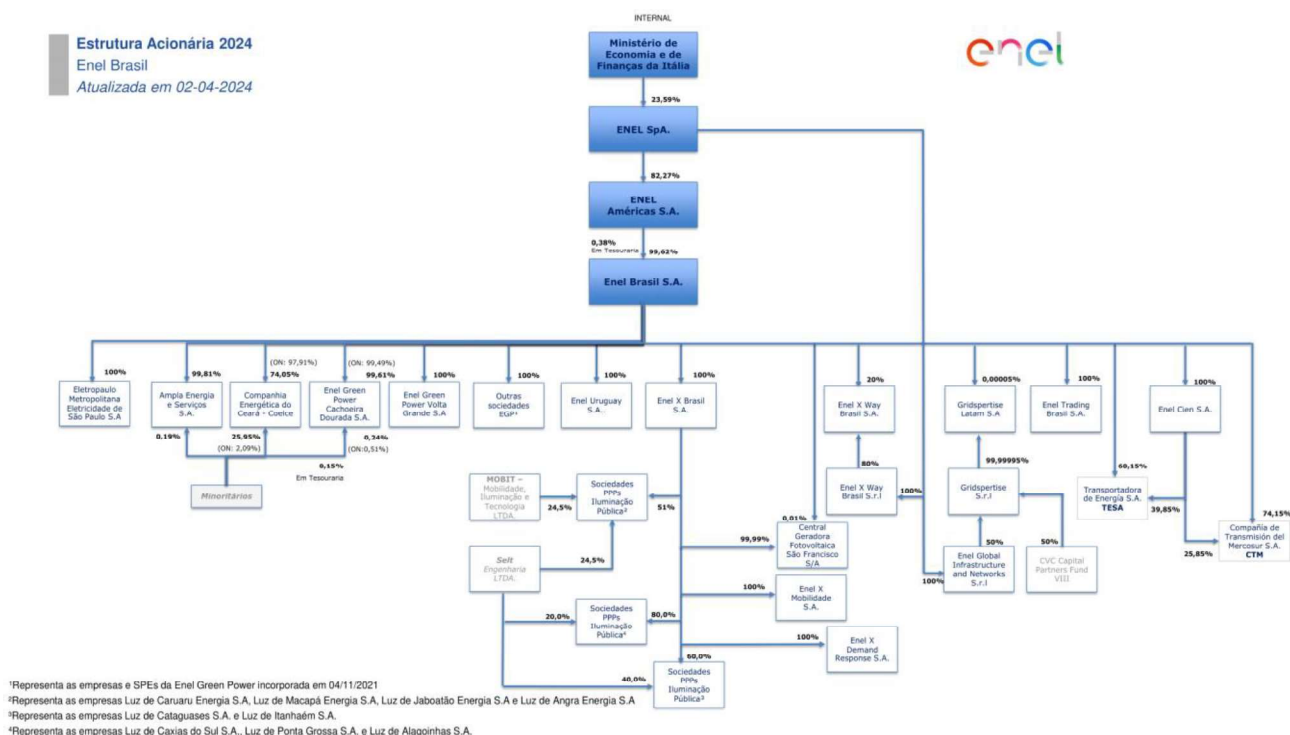 INTERNAL
Estrutura Acionária 2024
Enel Brasil
Atualizada em 02-04-2024
enel
Ministério de
Economia e de
Finanças da Itália
23,59%
ENEL SpA.
82,27%
ENEL
Américas S.A.
0,38%
Em Tesouraria
99,62%
Enel Brasil S.A.
100%
Eletropaulo
Metropolitana
Eletricidade de
São Paulo S.A
99,81%
Ampla Energia
e Serviços
S.A.
(ON: 97,91%)
74,05%
Companhia
Energética do
Ceará - Coelce
(ON: 99,49%)
99,61%
Enel Green
Power
Cachoeira
Dourada S.A.
100%
Enel Green
Power Volta
Grande S.A
100%
Outras
sociedades
EGP¹
100%
Enel Uruguay
S.A.
100%
Enel X Brasil
S.A.
20%
Enel X Way
Brasil S.A.
0,00005%
Gridspertise
Latam S.A
100%
Enel Trading
Brasil S.A.
100%
Enel Cien S.A.
0,19%
25,95%
(ON: 2,09%)
0,24%
(ON:0,51%)
0,15%
Em Tesouraria
Minoritários
MOBIT –
Mobilidade,
Iluminação e
Tecnologia
LTDA.
24,5%
Sociedades
PPPs
Iluminação
Pública²
51%
Selt
Engenharia
LTDA.
24,5%
20,0%
Sociedades
PPPs
Iluminação
Pública⁴
80,0%
60,0%
40,0%
Sociedades
PPPs
Iluminação
Pública³
0,01%
99,99%
Central
Geradora
Fotovoltaica
São Francisco
S/A
100%
Enel X
Mobilidade
S.A.
100%
Enel X
Demand
Response S.A.
80%
Enel X Way
Brasil S.r.l
100%
99,99995%
Gridspertise
S.r.l
50%
50%
100%
Enel Global
Infrastructure
and Networks
S.r.l
CVC Capital
Partners Fund
VIII
60,15%
Transportadora
de Energía S.A.
TESA
39,85%
74,15%
25,85%
Compañía de
Transmisión del
Mercosur S.A.
CTM
¹Representa as empresas e SPEs da Enel Green Power incorporada em 04/11/2021
²Representa as empresas Luz de Caruaru Energia S.A, Luz de Macapá Energia S.A, Luz de Jaboatão Energia S.A e Luz de Angra Energia S.A
³Representa as empresas Luz de Cataguases S.A. e Luz de Itanhaém S.A.
⁴Representa as empresas Luz de Caxias do Sul S.A., Luz de Ponta Grossa S.A. e Luz de Alagoinhas S.A.